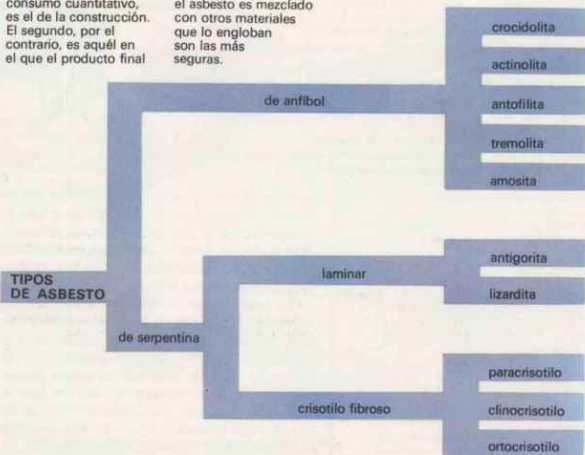 consumo cuantitativo,
es el de la construcción.
El segundo, por el
contrario, es aquél en
el que el producto final
el asbesto es mezclado
con otros materiales
que lo engloban
son las más
seguras.
TIPOS
DE ASBESTO
de anfíbol
crocidolita
actinolita
antofilita
tremolita
amosita
de serpentina
laminar
antigorita
lizardita
crisotilo fibroso
paracrisotilo
clinocrisotilo
ortocrisotilo